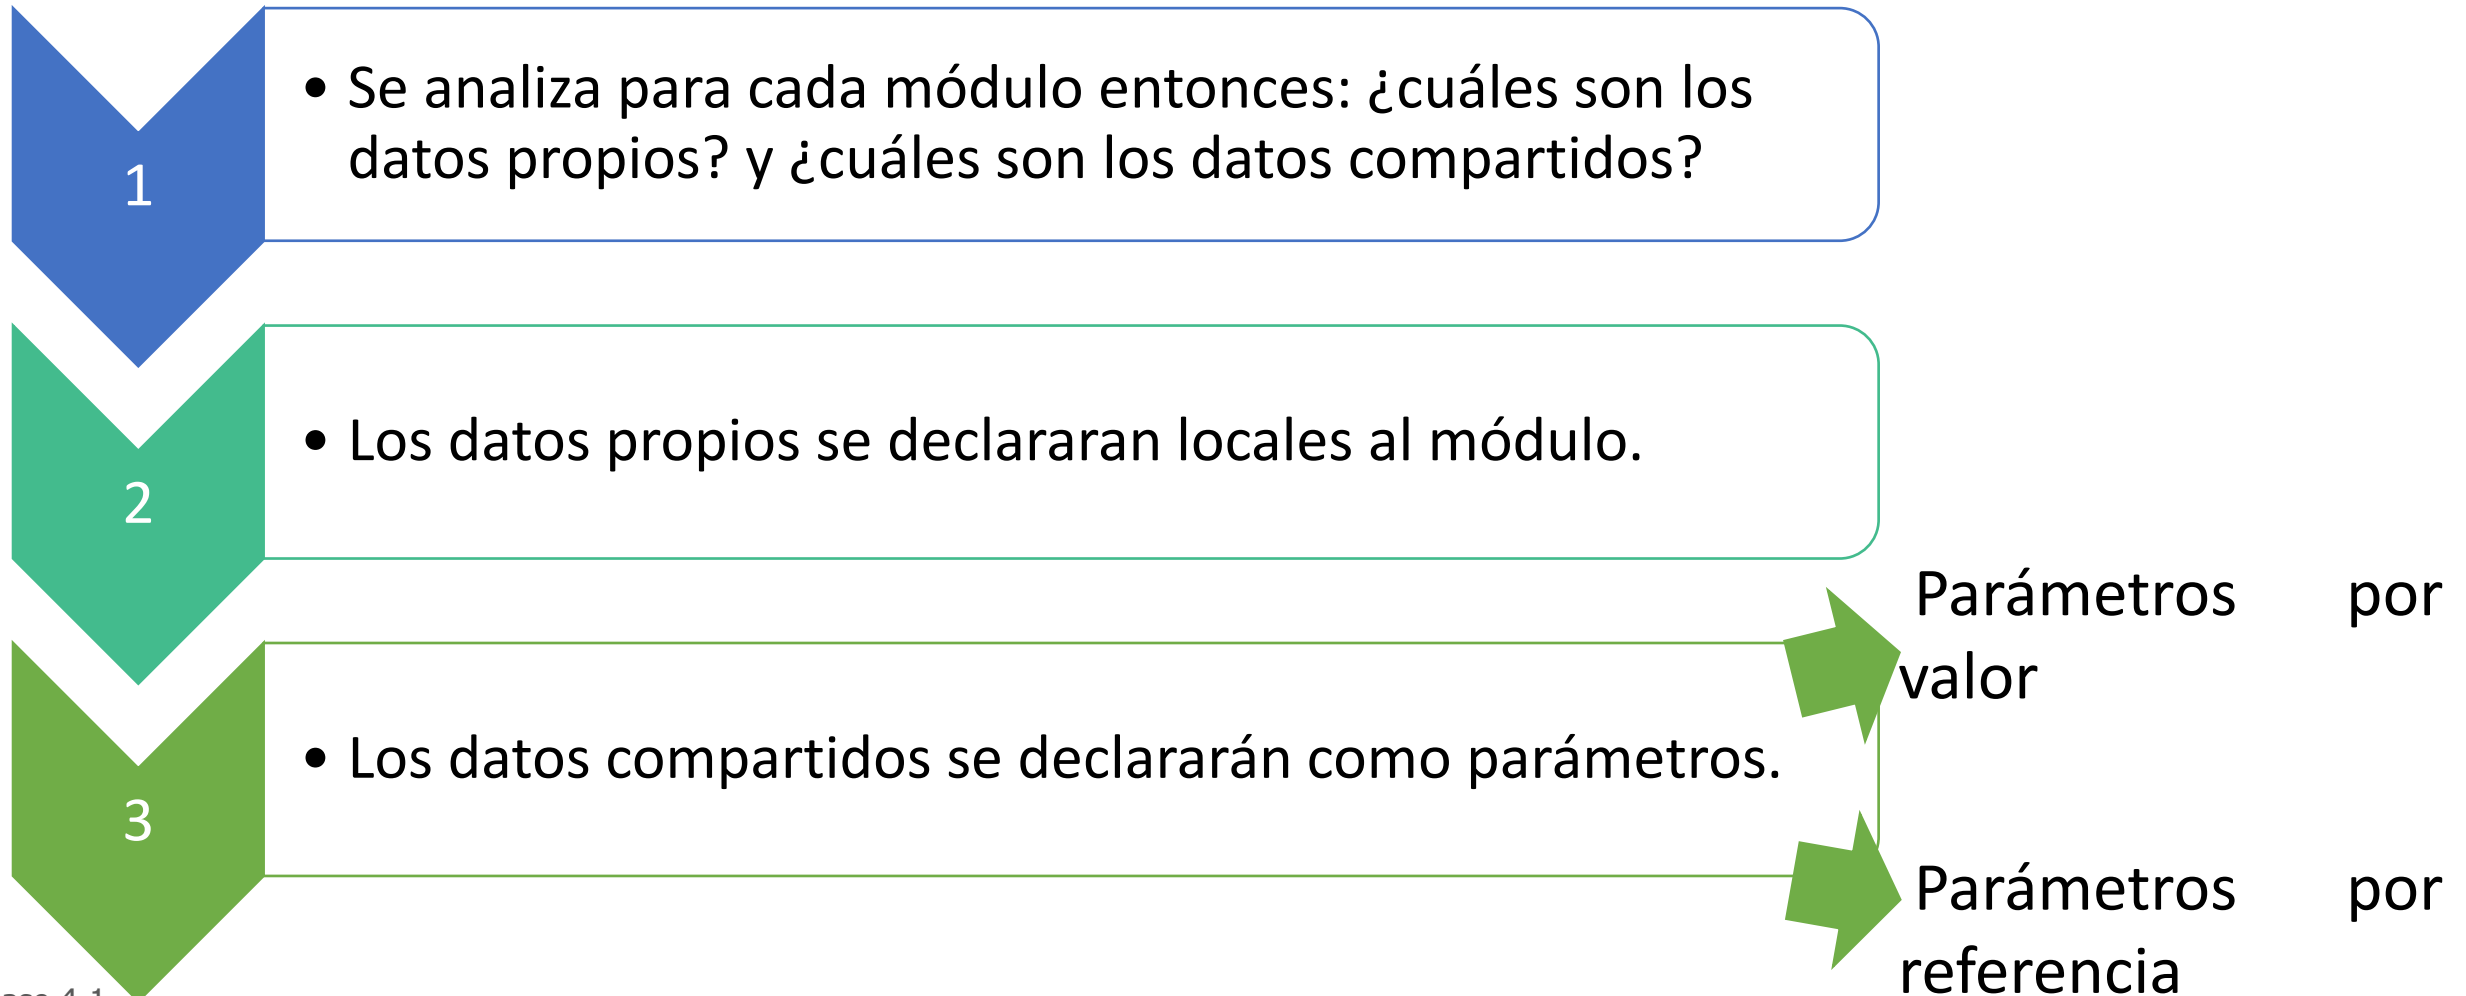 1
• Se analiza para cada módulo entonces: ¿cuáles son los
datos propios? y ¿cuáles son los datos compartidos?
2
• Los datos propios se declararan locales al módulo.
3
• Los datos compartidos se declararán como parámetros.
Parámetros por
valor
Parámetros por
referencia
4-1